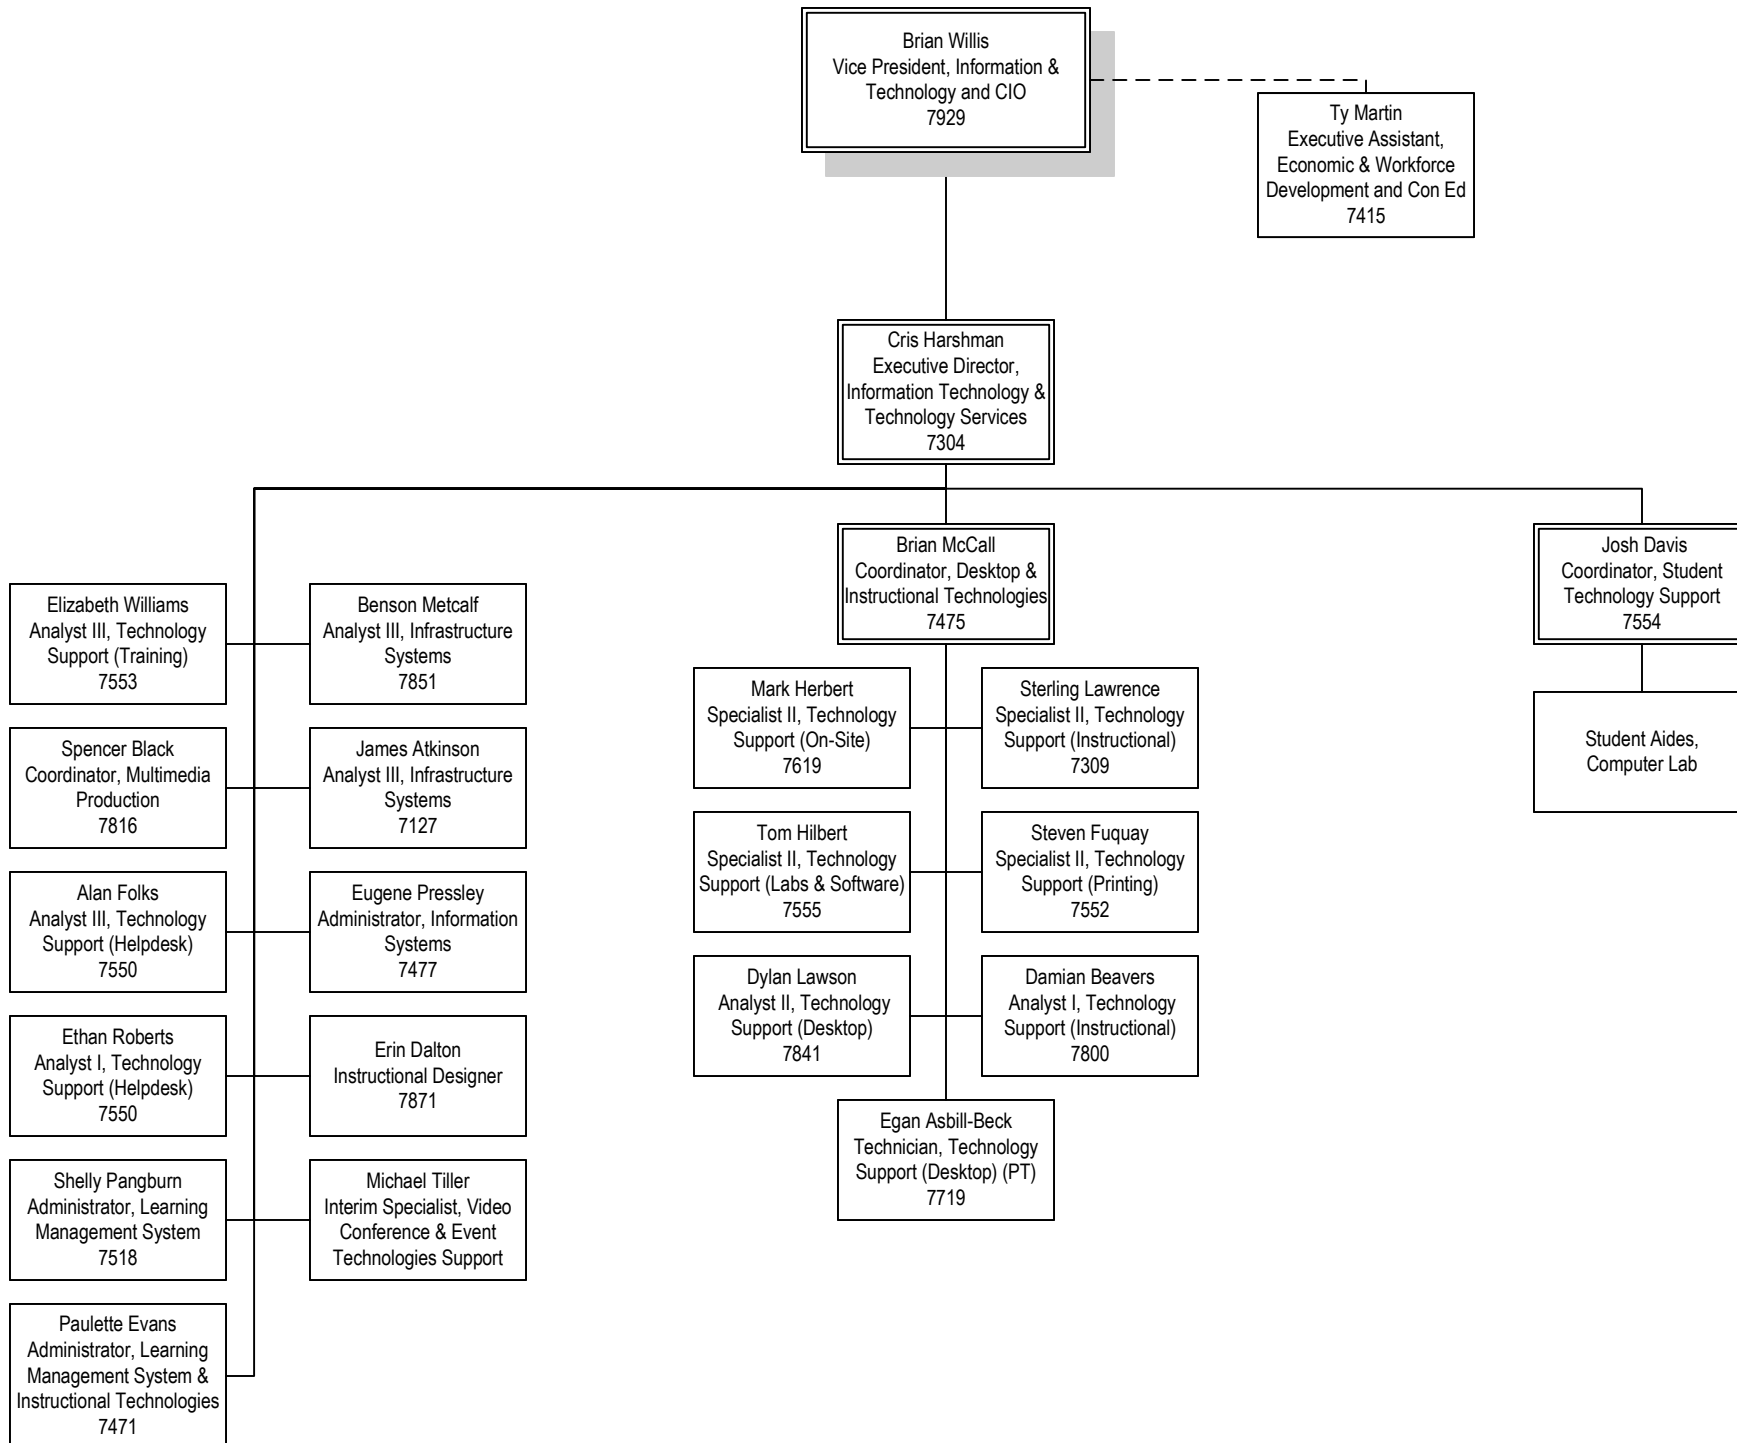 Brian Willis
Vice President, Information &
Technology and CIO
7929
Ty Martin
Executive Assistant,
Economic & Workforce
Development and Con Ed
7415
Cris Harshman
Executive Director,
Information Technology &
Technology Services
7304
Brian McCall
Coordinator, Desktop &
Instructional Technologies
7475
Josh Davis
Coordinator, Student
Technology Support
7554
Elizabeth Williams
Analyst III, Technology
Support (Training)
7553
Benson Metcalf
Analyst III, Infrastructure
Systems
7851
Spencer Black
Coordinator, Multimedia
Production
7816
James Atkinson
Analyst III, Infrastructure
Systems
7127
Alan Folks
Analyst III, Technology
Support (Helpdesk)
7550
Eugene Pressley
Administrator, Information
Systems
7477
Ethan Roberts
Analyst I, Technology
Support (Helpdesk)
7550
Erin Dalton
Instructional Designer
7871
Shelly Pangburn
Administrator, Learning
Management System
7518
Michael Tiller
Interim Specialist, Video
Conference & Event
Technologies Support
Paulette Evans
Administrator, Learning
Management System &
Instructional Technologies
7471
Mark Herbert
Specialist II, Technology
Support (On-Site)
7619
Sterling Lawrence
Specialist II, Technology
Support (Instructional)
7309
Tom Hilbert
Specialist II, Technology
Support (Labs & Software)
7555
Steven Fuquay
Specialist II, Technology
Support (Printing)
7552
Dylan Lawson
Analyst II, Technology
Support (Desktop)
7841
Damian Beavers
Analyst I, Technology
Support (Instructional)
7800
Egan Asbill-Beck
Technician, Technology
Support (Desktop) (PT)
7719
Student Aides,
Computer Lab